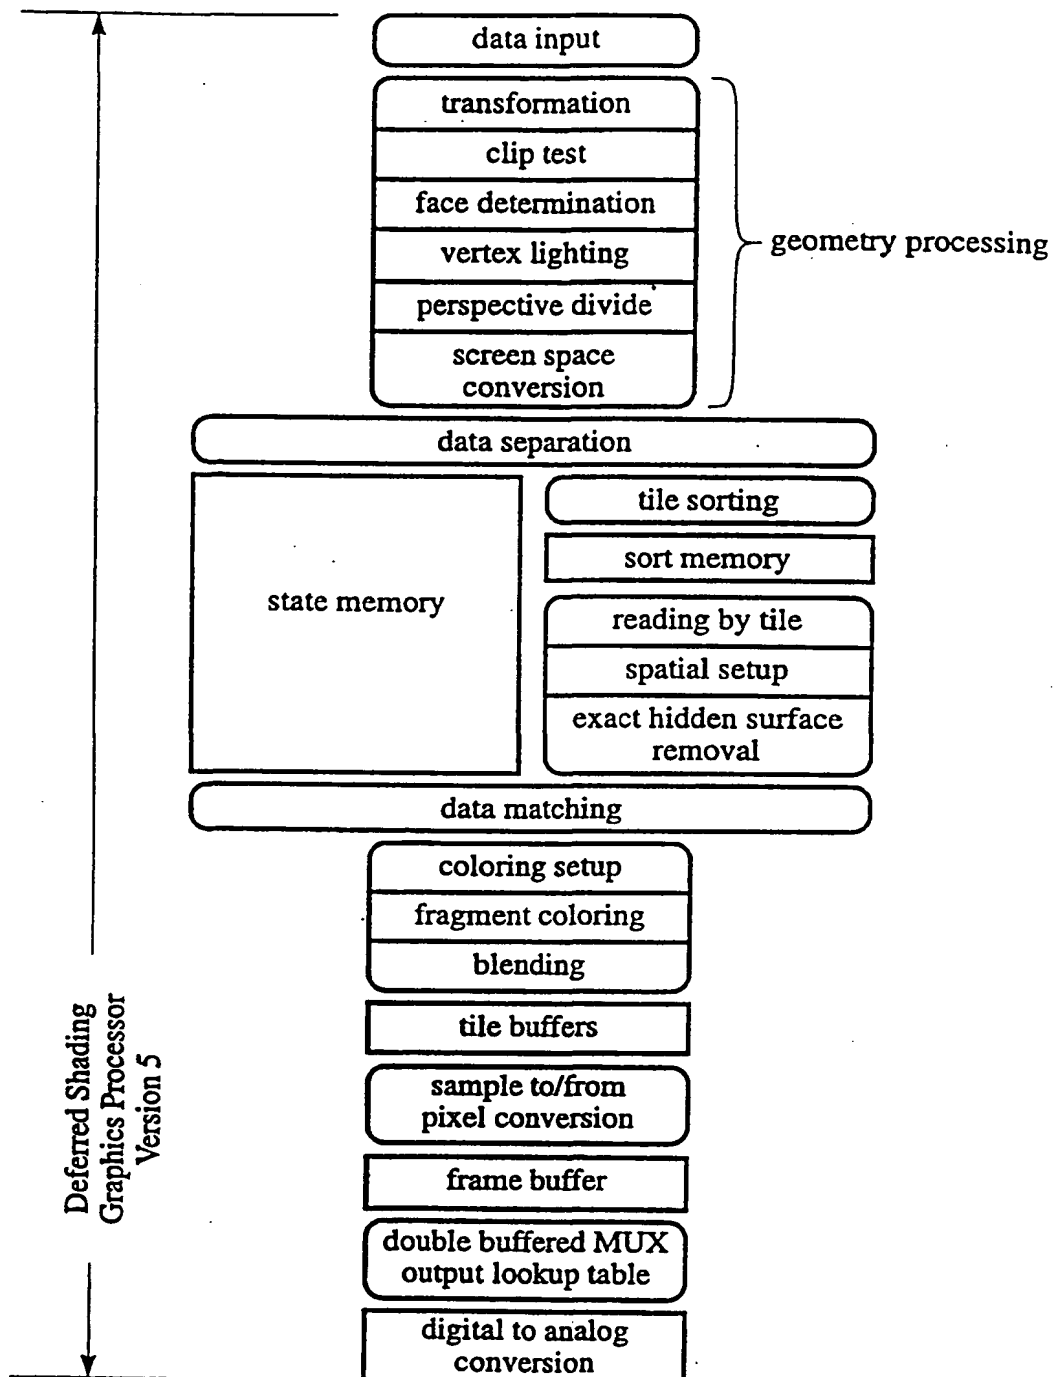 data input
transformation
clip test
face determination
vertex lighting
perspective divide
screen space
conversion
geometry processing
data separation
state memory
tile sorting
sort memory
reading by tile
spatial setup
exact hidden surface
removal
data matching
coloring setup
fragment coloring
blending
tile buffers
sample to/from
pixel conversion
frame buffer
double buffered MUX
output lookup table
digital to analog
conversion
Deferred Shading
Graphics Processor
Version 5